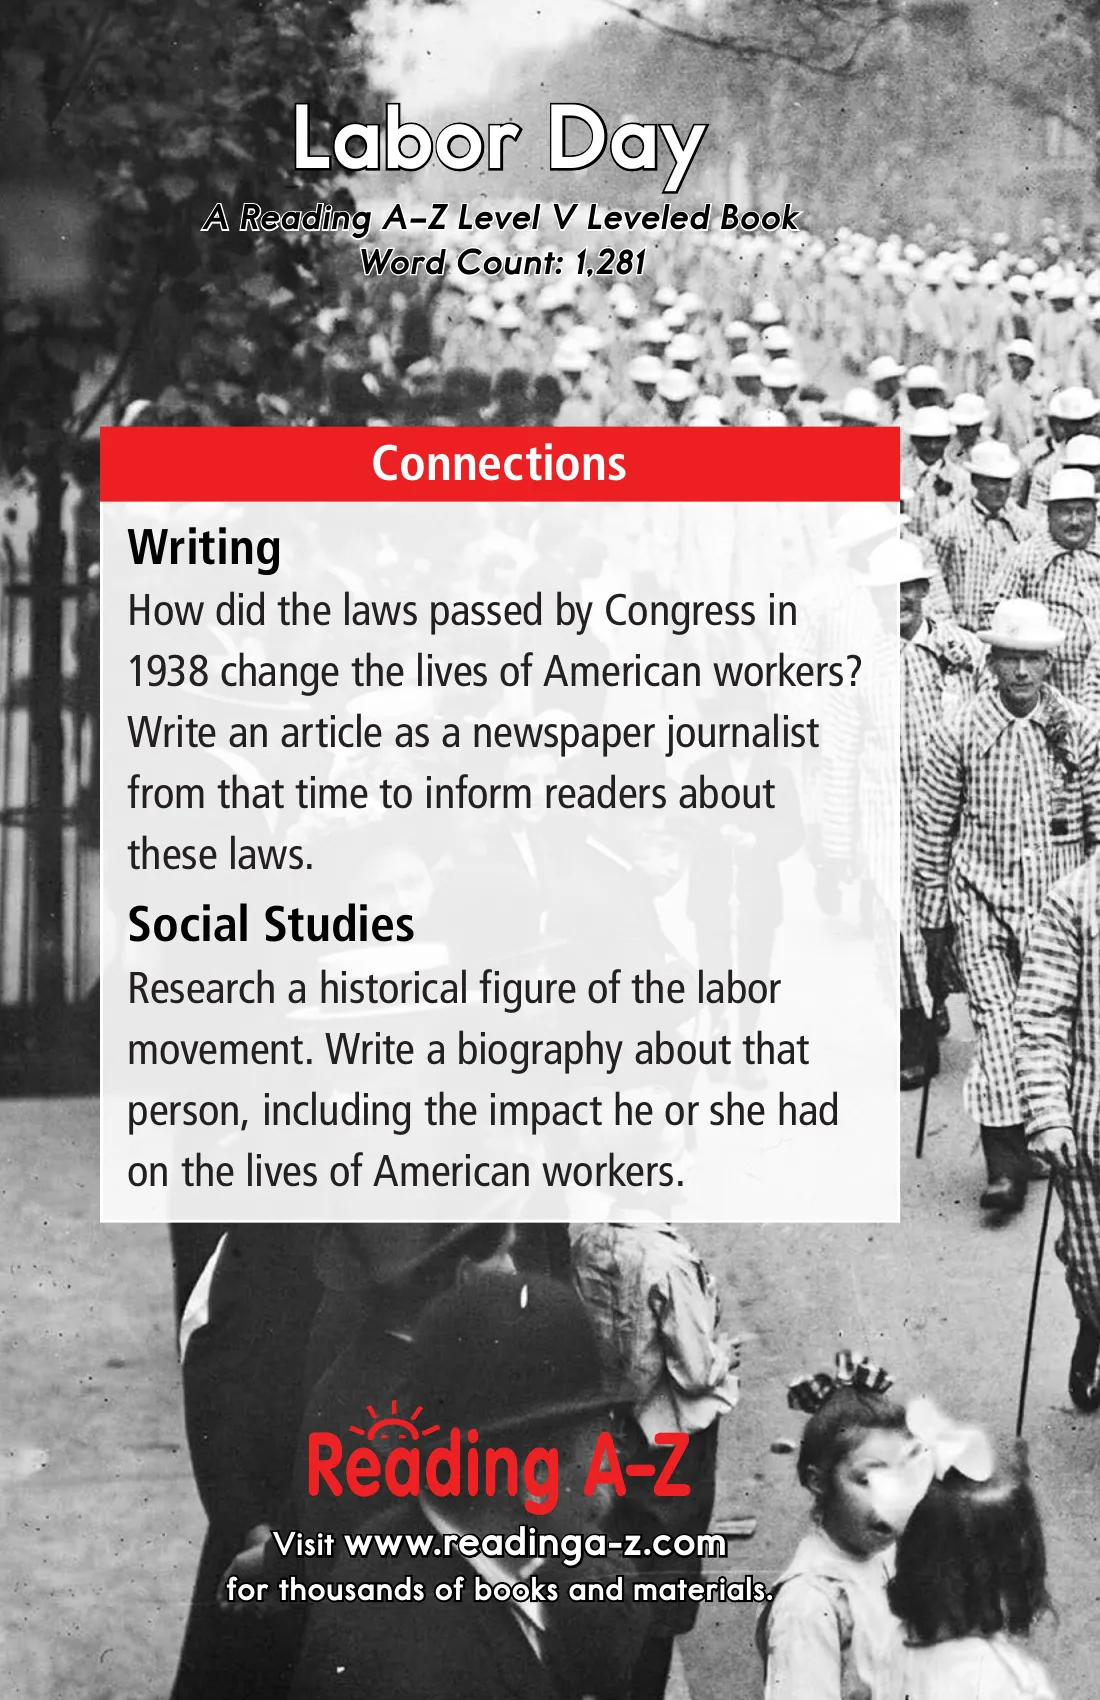 Labor Day
A Reading A–Z Level V Leveled Book
Word Count: 1,281
Connections
Writing
How did the laws passed by Congress in
1938 change the lives of American workers?
Write an article as a newspaper journalist
from that time to inform readers about
these laws.
Social Studies
Research a historical figure of the labor
movement. Write a biography about that
person, including the impact he or she had
on the lives of American workers.
Reading A–Z
Visit www.readinga-z.com
for thousands of books and materials.